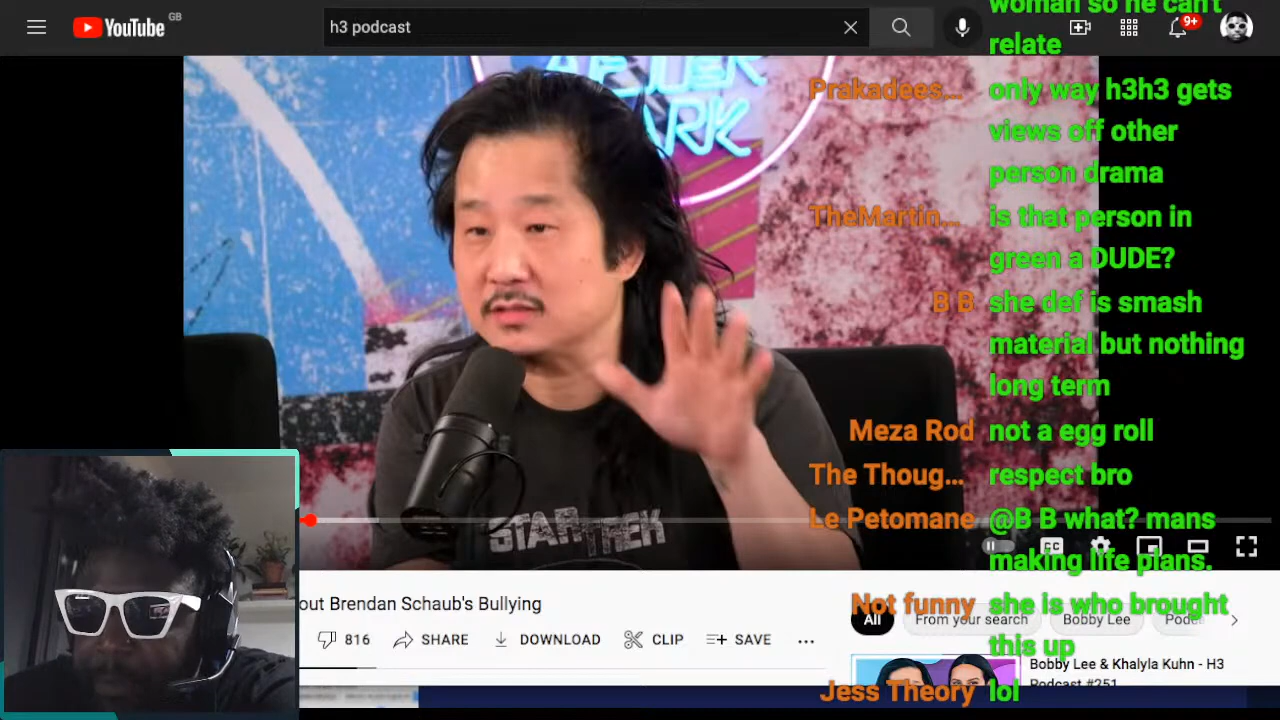 YouTube GB
h3 podcast
9+
AFTER
DARK
STAR TREK
CC
out Brendan Schaub's Bullying
816
SHARE
DOWNLOAD
CLIP
SAVE
All
From your search
Bobby Lee
Bobby Lee & Khalyla Kuhn - H3
Podcast #251
woman so he can't
relate
Prakadees... only way h3h3 gets
views off other
person drama
TheMartin... is that person in
green a DUDE?
B B she def is smash
material but nothing
long term
Meza Rod not a egg roll
The Thoug... respect bro
Le Petomane @B B what? mans
making life plans.
Not funny she is who brought
this up
Jess Theory lol